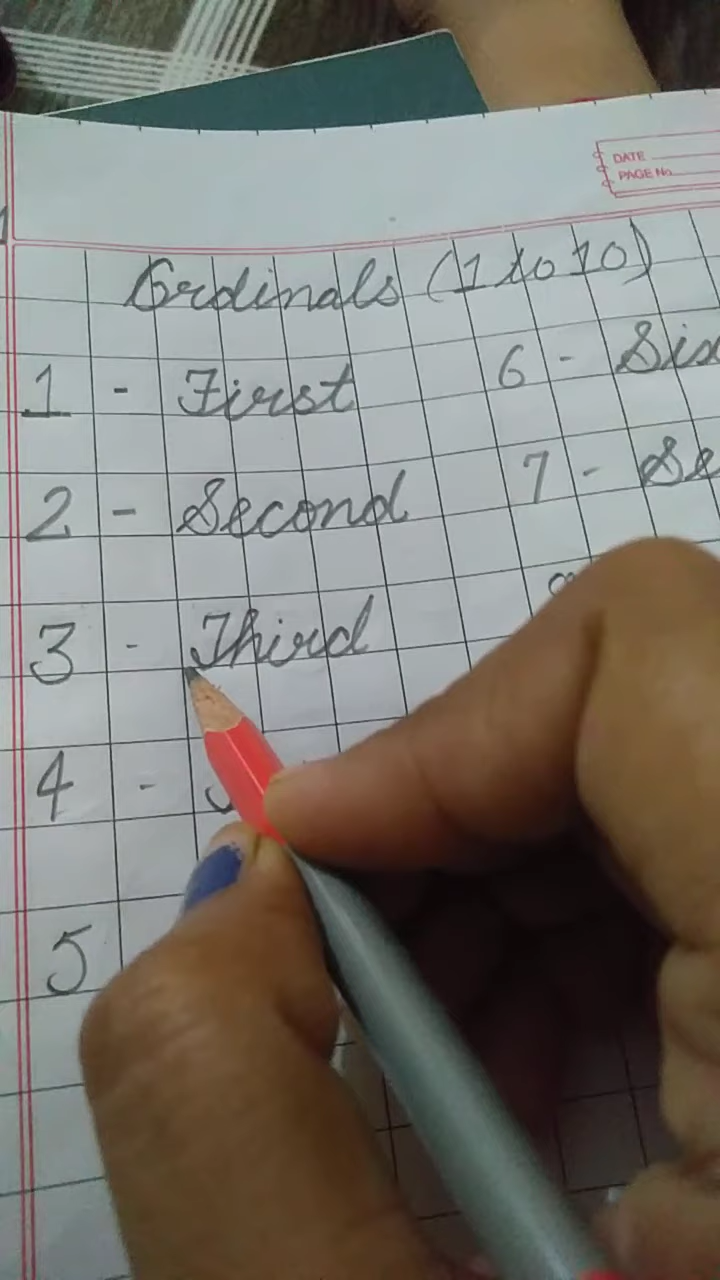 DATE
PAGE No.
Ordinals (1 to 10)
1 - First
6 -
2 - Second
7 -
3 - Third
4 -
5